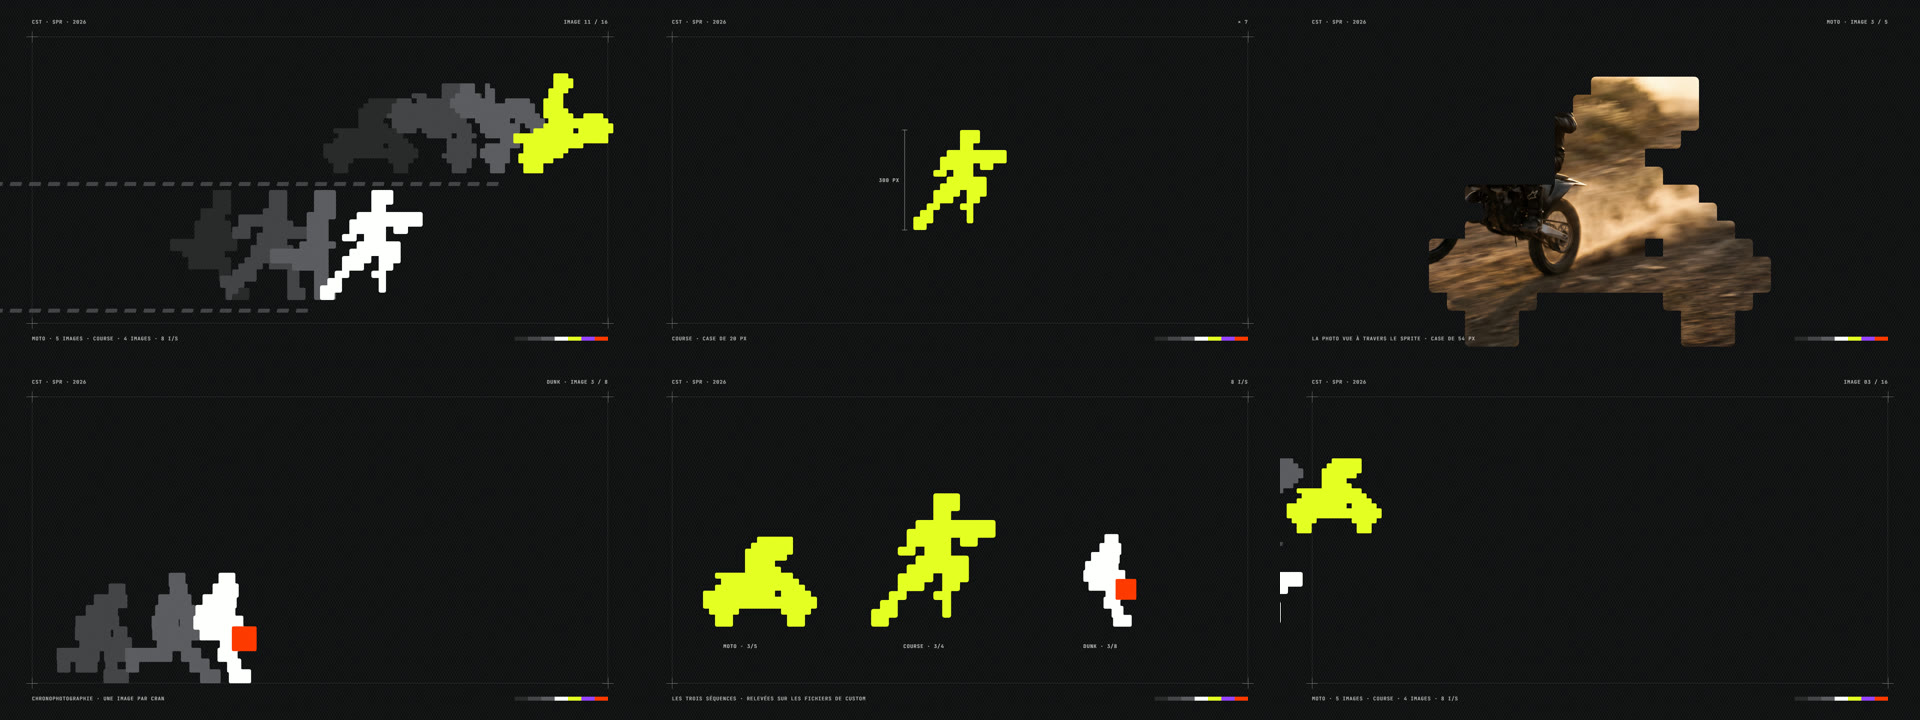 CST - SPR - 2026
IMAGE 11 / 16
MOTO - 5 IMAGES - COURSE - 4 IMAGES - 8 I/S
CST - SPR - 2026
× 7
300 PX
COURSE - CASE DE 20 PX
CST - SPR - 2026
MOTO - IMAGE 3 / 5
LA PHOTO VUE À TRAVERS LE SPRITE - CASE DE 54 PX
CST - SPR - 2026
DUNK - IMAGE 3 / 8
CHRONOPHOTOGRAPHIE - UNE IMAGE PAR CRAN
CST - SPR - 2026
8 I/S
MOTO - 3/5
COURSE - 3/4
DUNK - 3/8
LES TROIS SÉQUENCES - RELEVÉES SUR LES FICHIERS DE CUSTOM
CST - SPR - 2026
IMAGE 03 / 16
MOTO - 5 IMAGES - COURSE - 4 IMAGES - 8 I/S